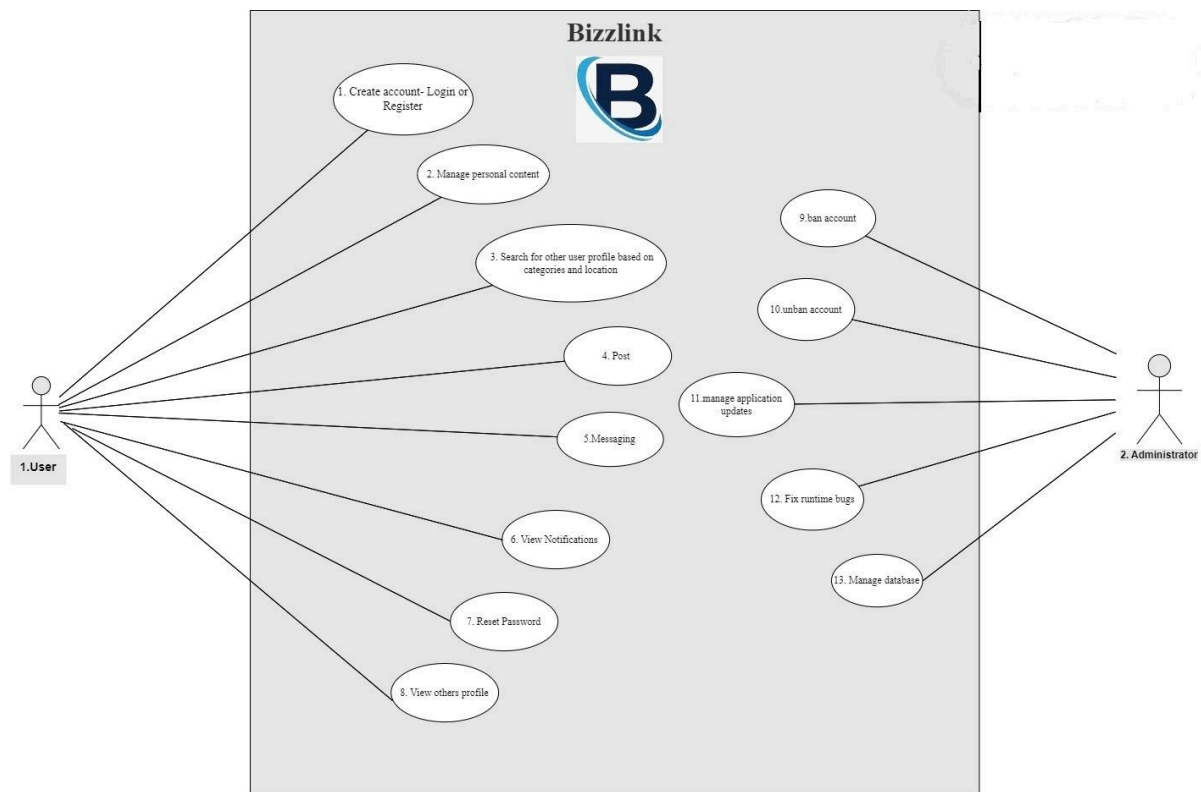 Bizzlink
B
1. Create account- Login or
Register
2. Manage personal content
3. Search for other user profile based on
categories and location
4. Post
5.Messaging
6. View Notifications
7. Reset Password
8. View others profile
9.ban account
10.unban account
11.manage application
updates
12. Fix runtime bugs
13. Manage database
1.User
2. Administrator